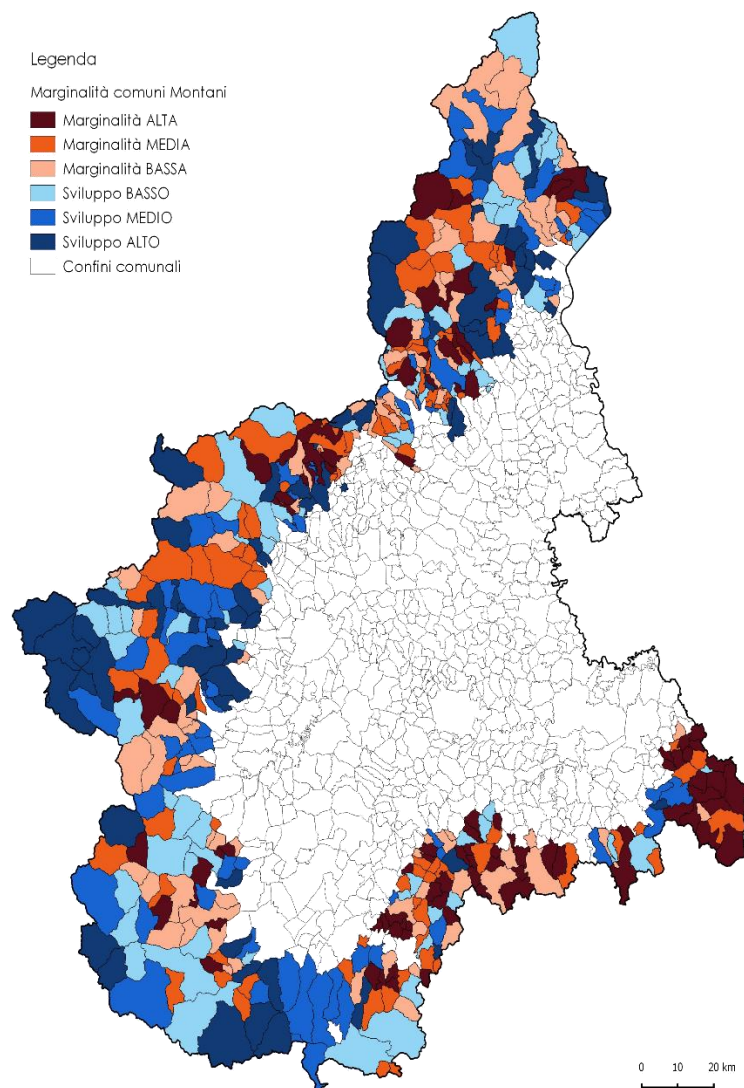 Legenda
Marginalità comuni Montani
Marginalità ALTA
Marginalità MEDIA
Marginalità BASSA
Sviluppo BASSO
Sviluppo MEDIO
Sviluppo ALTO
Confini comunali
0 10 20 km